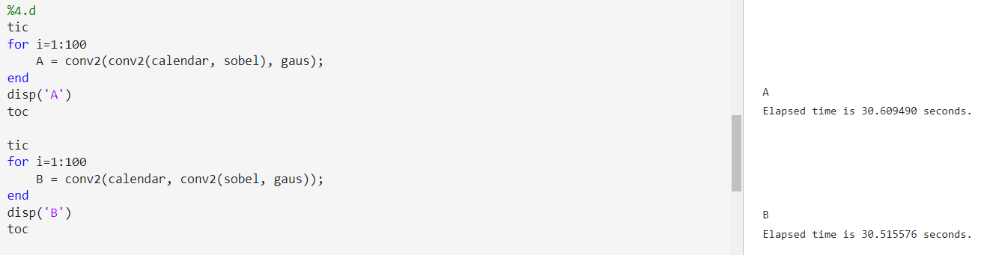 %4.d
tic
for i=1:100
    A = conv2(conv2(calendar, sobel), gaus);
end
disp('A')
toc
tic
for i=1:100
    B = conv2(calendar, conv2(sobel, gaus));
end
disp('B')
toc
A
Elapsed time is 30.609490 seconds.
B
Elapsed time is 30.515576 seconds.